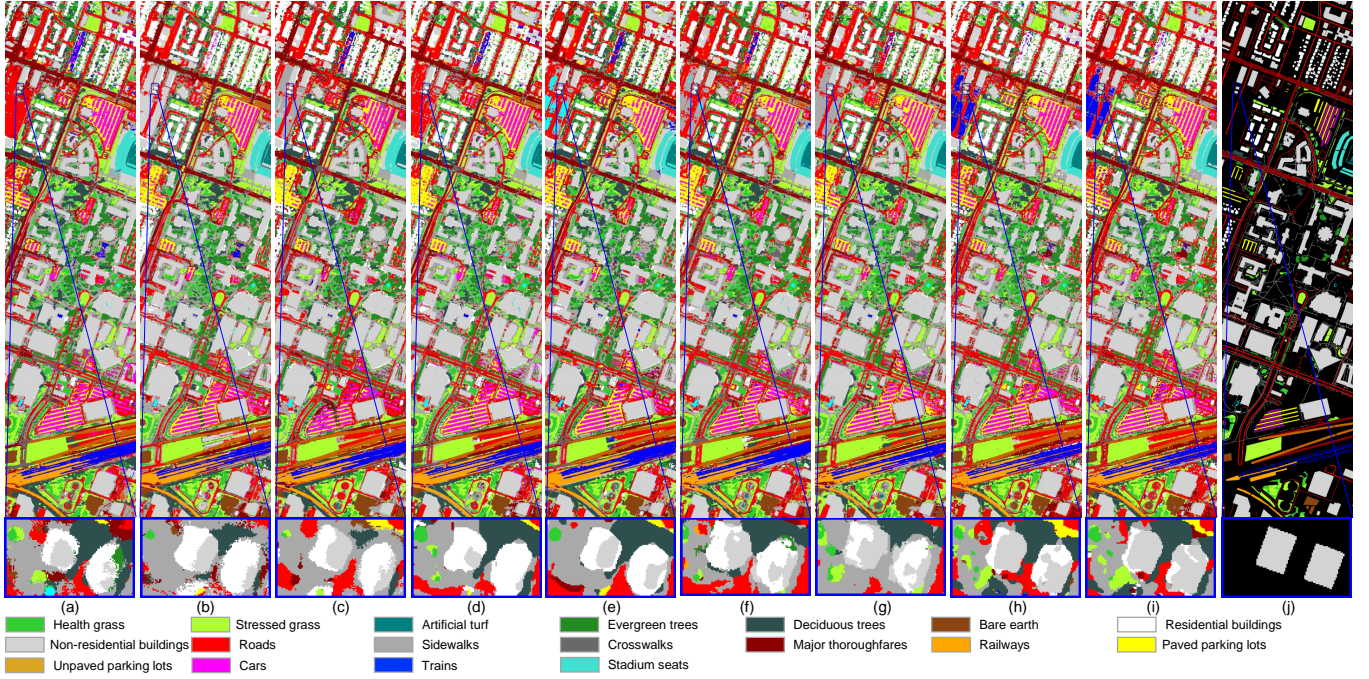 (a) (b) (c) (d) (e) (f) (g) (h) (i) (j)
Health grass Stressed grass Artificial turf Evergreen trees Deciduous trees Bare earth Residential buildings
Non-residential buildings Roads Sidewalks Crosswalks Major thoroughfares Railways Paved parking lots
Unpaved parking lots Cars Trains Stadium seats